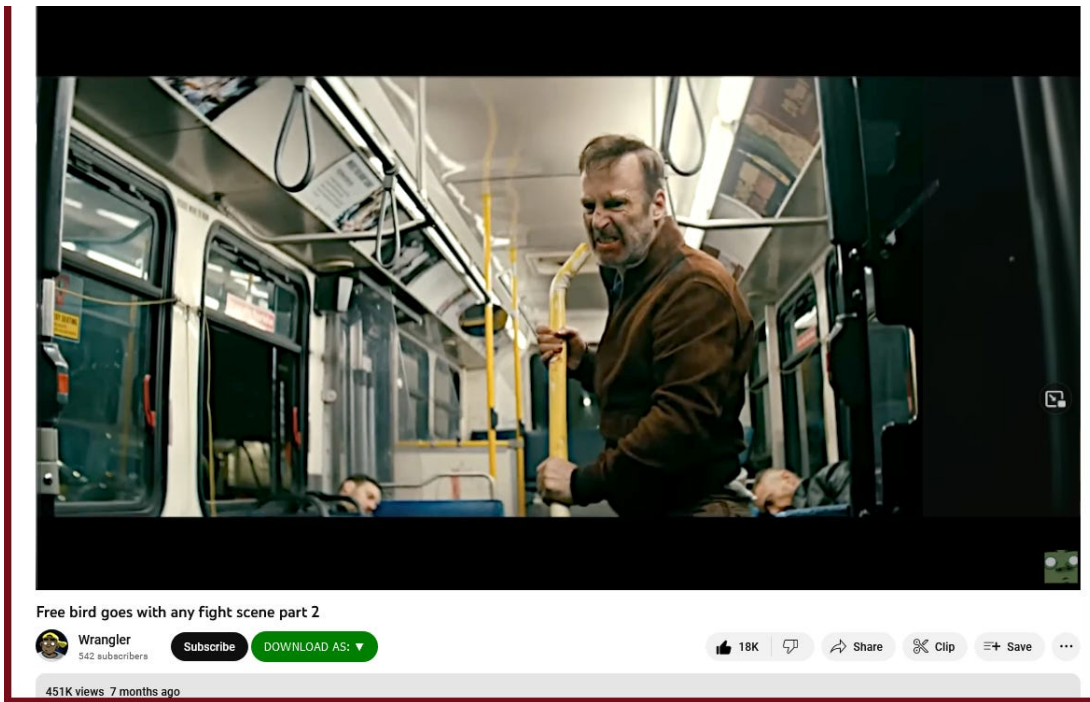 Free bird goes with any fight scene part 2
Wrangler
542 subscribers
Subscribe
DOWNLOAD AS: ▼
18K
Share
Clip
Save
451K views 7 months ago